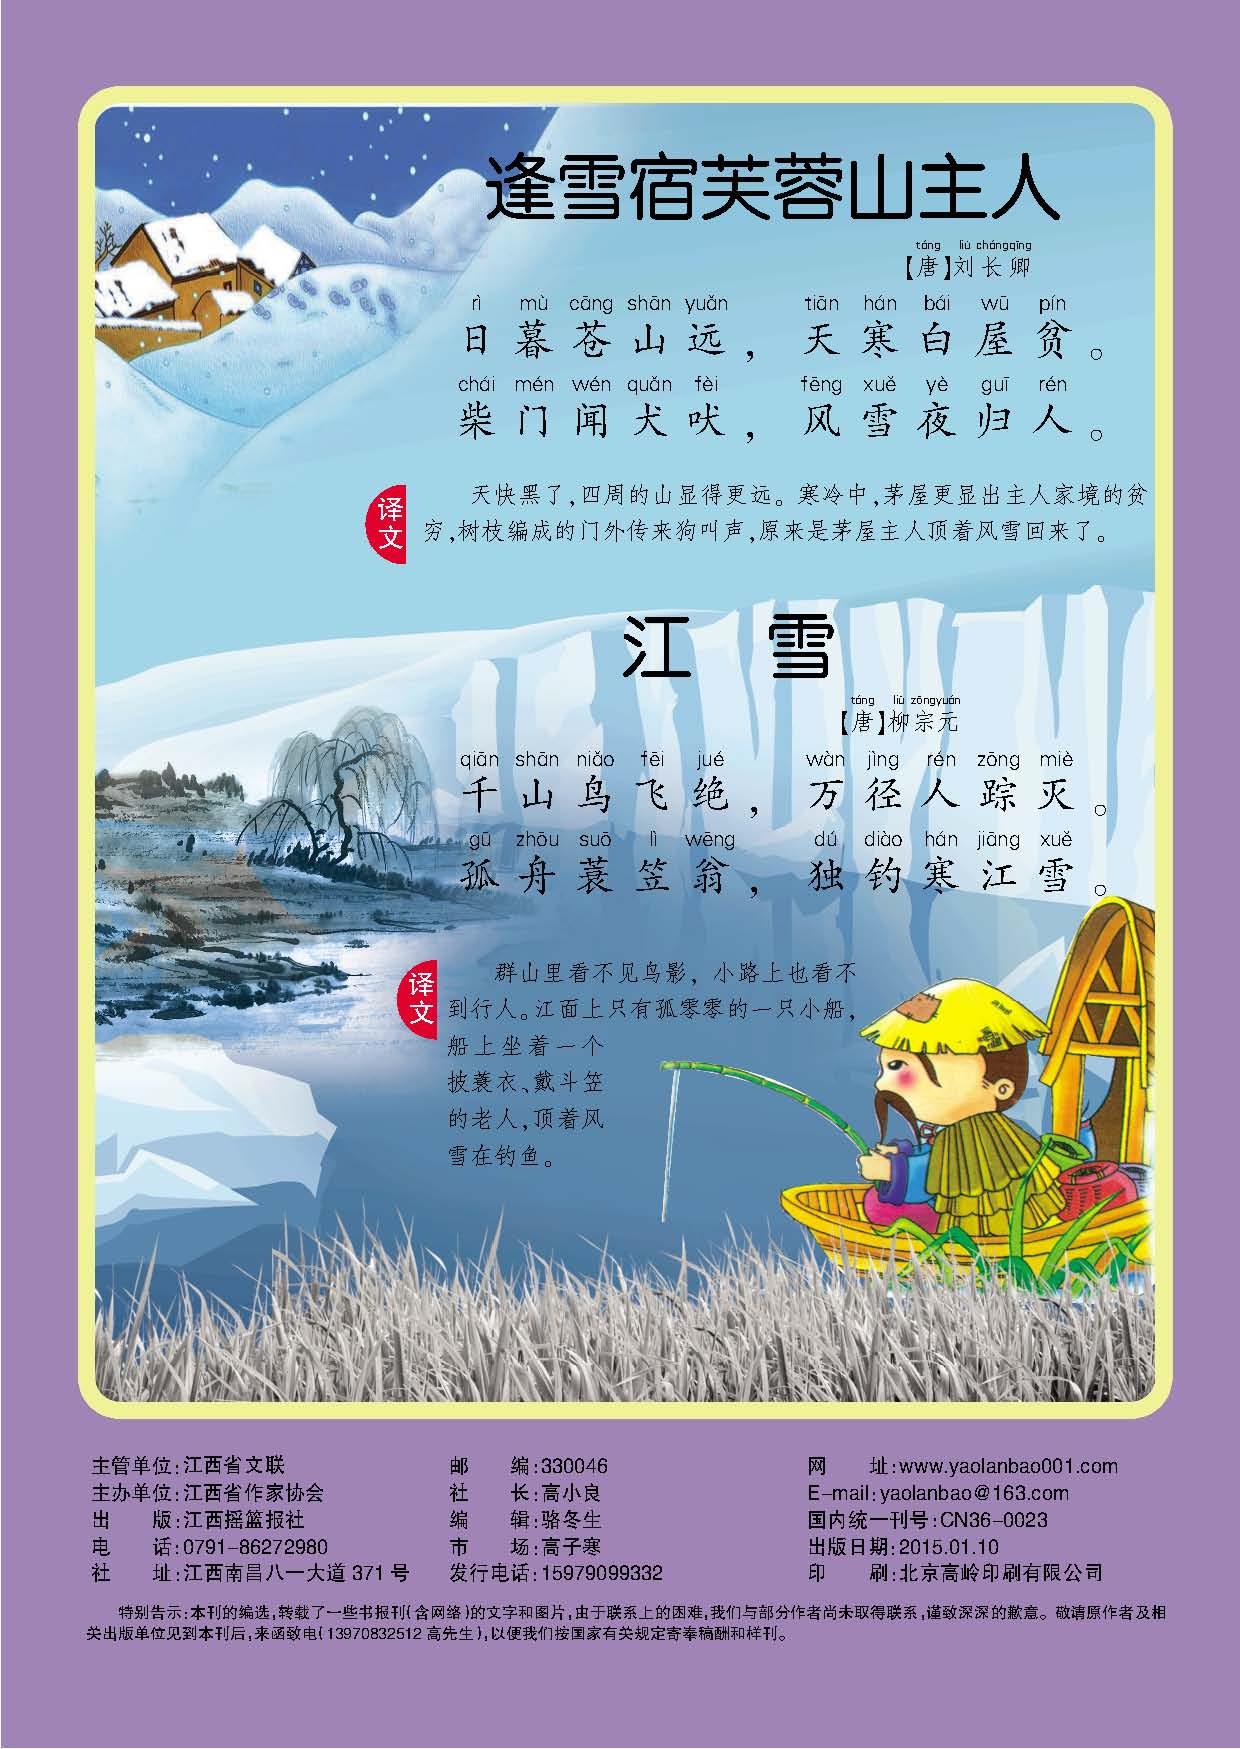 逢雪宿芙蓉山主人
táng liù chángqīng
【唐】刘长卿
rì mù cāng shān yuǎn tiān hán bái wū pín
日暮苍山远，天寒白屋贫。
chái mén wén quǎn fèi fēng xuě yè guī rén
柴门闻犬吠，风雪夜归人。
译文
天快黑了，四周的山显得更远。寒冷中，茅屋更显出主人家境的贫
穷，树枝编成的门外传来狗叫声，原来是茅屋主人顶着风雪回来了。
江 雪
táng liù zōngyuán
【唐】柳宗元
qiān shān niǎo fēi jué wàn jìng rén zōng miè
千山鸟飞绝，万径人踪灭。
gū zhōu suō lì wēng dú diào hán jiāng xuě
孤舟蓑笠翁，独钓寒江雪。
译文
群山里看不见鸟影，小路上也看不
到行人。江面上只有孤零零的一只小船，
船上坐着一个
披蓑衣、戴斗笠
的老人，顶着风
雪在钓鱼。
主管单位：江西省文联
主办单位：江西省作家协会
出 版：江西摇篮报社
电 话：0791-86272980
社 址：江西南昌八一大道 371 号
邮 编：330046
社 长：高小良
编 辑：骆冬生
市 场：高子寒
发行电话：15979099332
网 址：www.yaolanbao001.com
E-mail：yaolanbao@163.com
国内统一刊号：CN36-0023
出版日期：2015.01.10
印 刷：北京高岭印刷有限公司
特别告示：本刊的编选，转载了一些书报刊（含网络）的文字和图片，由于联系上的困难，我们与部分作者尚未取得联系，谨致深深的歉意。敬请原作者及相
关出版单位见到本刊后，来函致电（13970832512 高先生），以便我们按国家有关规定寄奉稿酬和样刊。